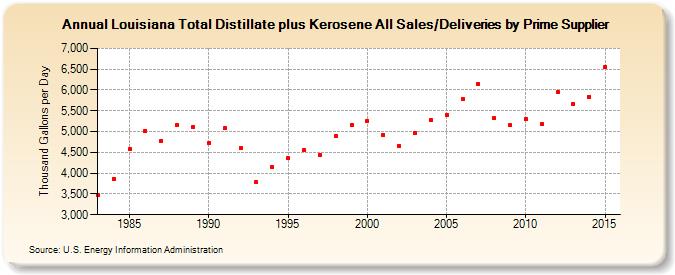 Annual Louisiana Total Distillate plus Kerosene All Sales/Deliveries by Prime Supplier
Thousand Gallons per Day
7,000
6,500
6,000
5,500
5,000
4,500
4,000
3,500
3,000
1985 1990 1995 2000 2005 2010 2015
Source: U.S. Energy Information Administration